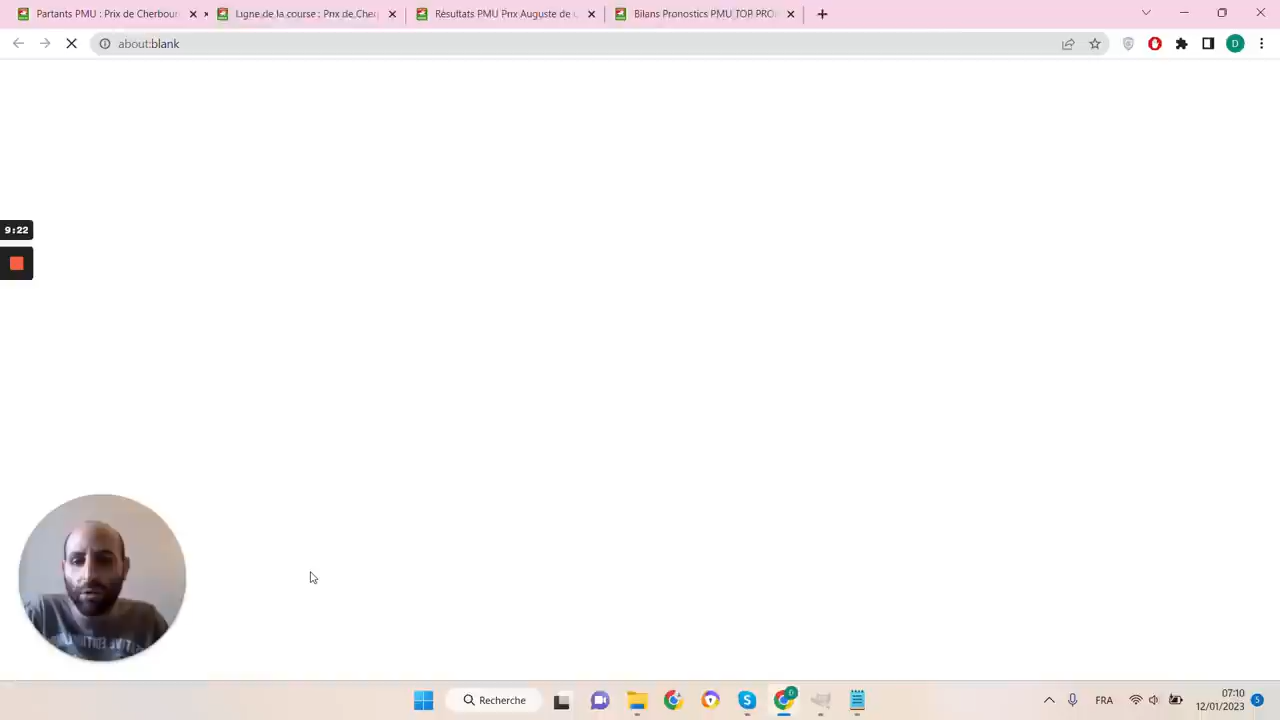 Partants PMU : Prix de Cherbour
Ligne de la course : Prix de Cher
Résultats PMU Prix Auguste de
Bilans Pronostics PMU TOP PRO
about:blank
D
9:22
Recherche
FRA
07:10
12/01/2023
5